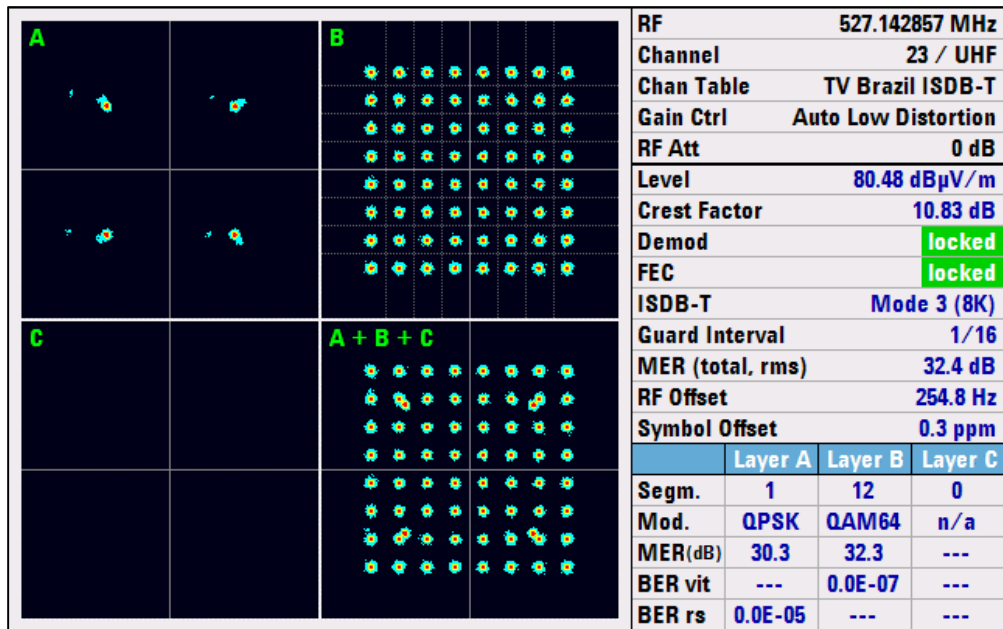 A
B
C
A + B + C
RF 527.142857 MHz
Channel 23 / UHF
Chan Table TV Brazil ISDB-T
Gain Ctrl Auto Low Distortion
RF Att 0 dB
Level 80.48 dBµV/m
Crest Factor 10.83 dB
Demod locked
FEC locked
ISDB-T Mode 3 (8K)
Guard Interval 1/16
MER (total, rms) 32.4 dB
RF Offset 254.8 Hz
Symbol Offset 0.3 ppm
Layer A Layer B Layer C
Segm. 1 12 0
Mod. QPSK QAM64 n/a
MER(dB) 30.3 32.3 ---
BER vit --- 0.0E-07 ---
BER rs 0.0E-05 --- ---